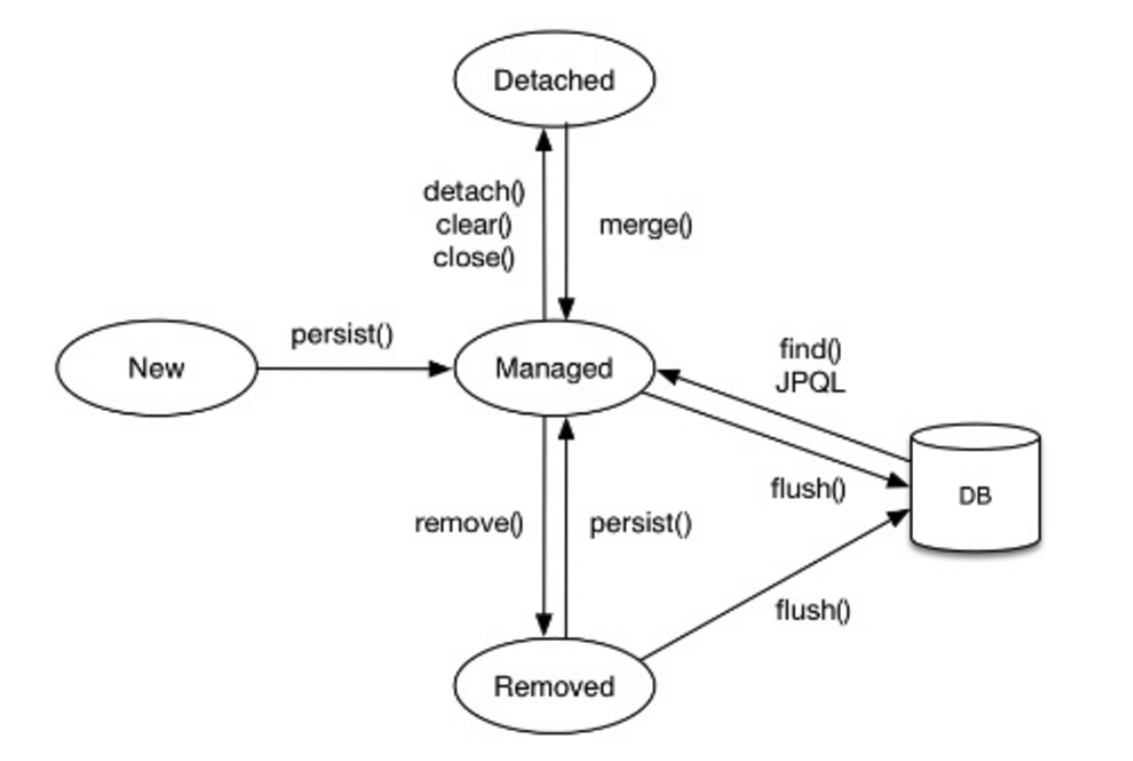 Detached
detach()
clear()
close()
merge()
New
persist()
Managed
find()
JPQL
flush()
DB
remove()
persist()
flush()
Removed